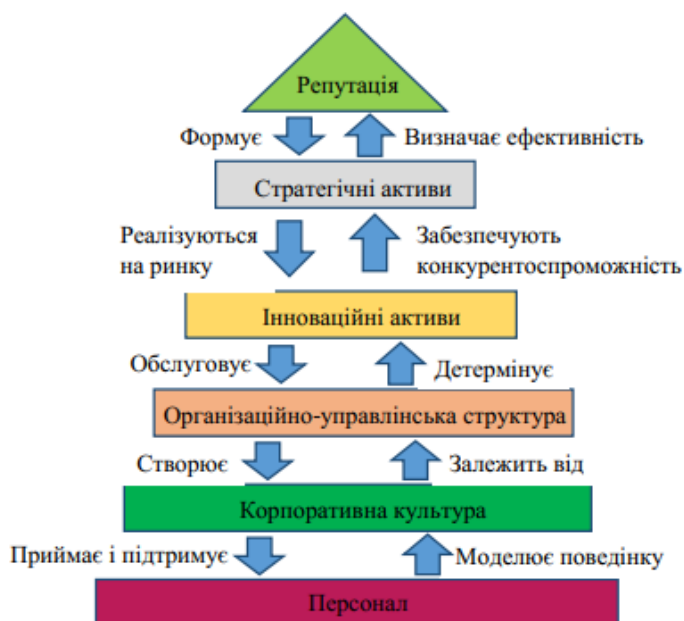 Репутація
Формує
Визначає ефективність
Стратегічні активи
Реалізуються
на ринку
Забезпечують
конкурентоспроможність
Інноваційні активи
Обслуговує
Детермінує
Організаційно-управлінська структура
Створює
Залежить від
Корпоративна культура
Приймає і підтримує
Моделює поведінку
Персонал